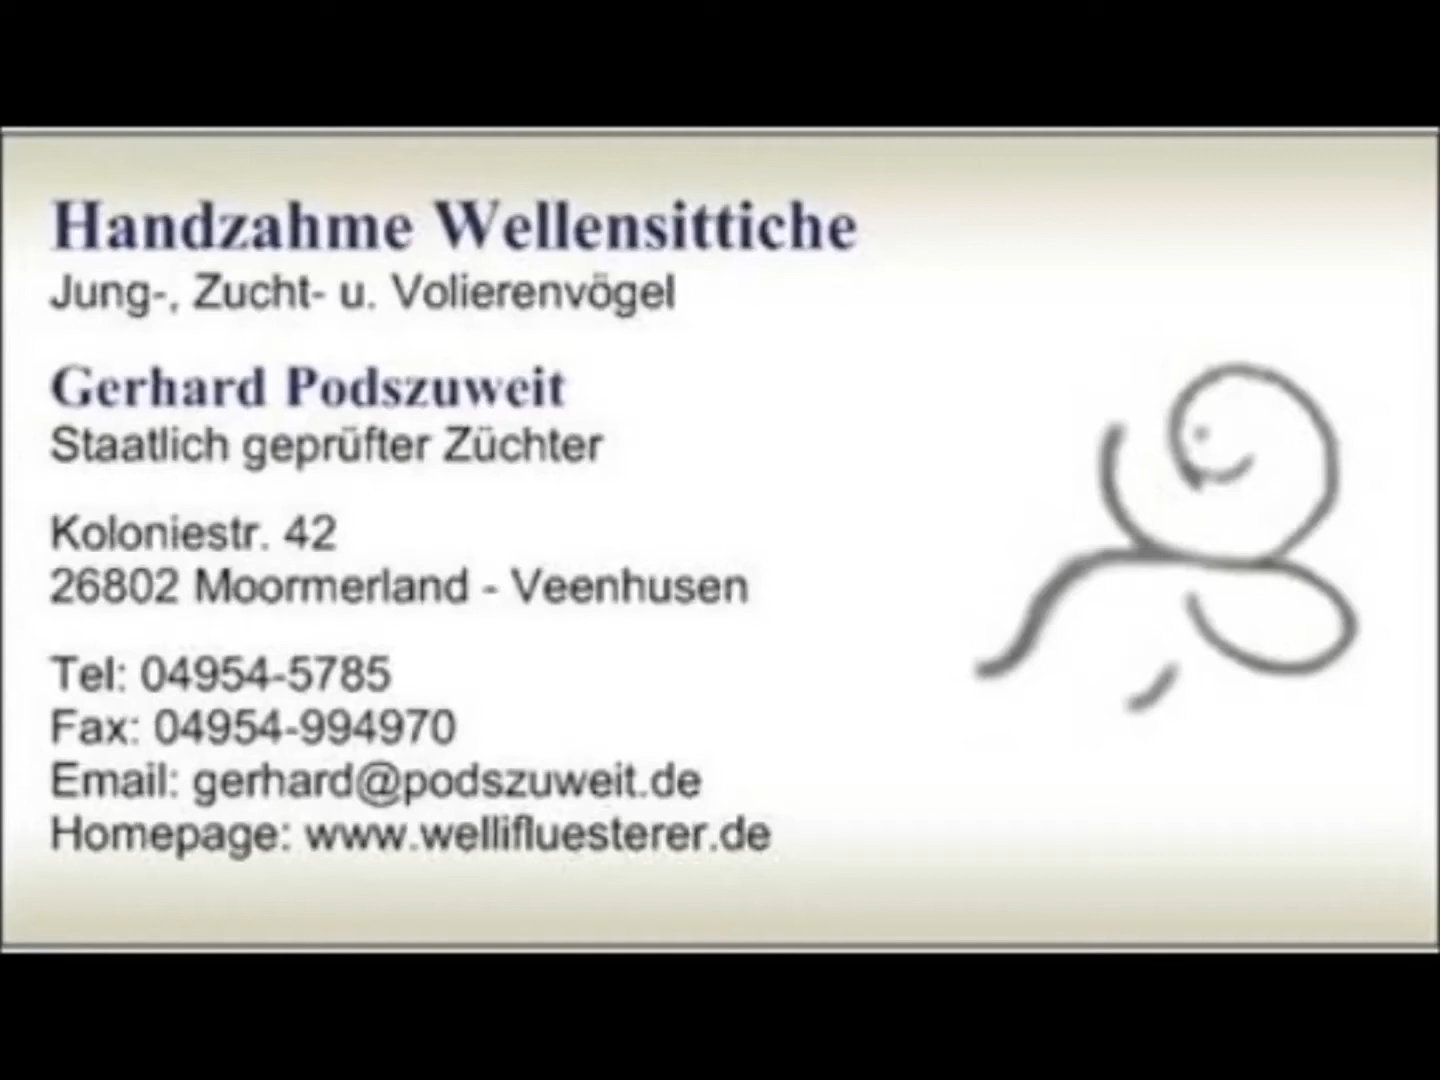 Handzahme Wellensittiche
Jung-, Zucht- u. Volierenvögel
Gerhard Podszuweit
Staatlich geprüfter Züchter
Koloniestr. 42
26802 Moormerland - Veenhusen
Tel: 04954-5785
Fax: 04954-994970
Email: gerhard@podszuweit.de
Homepage: www.wellifluesterer.de